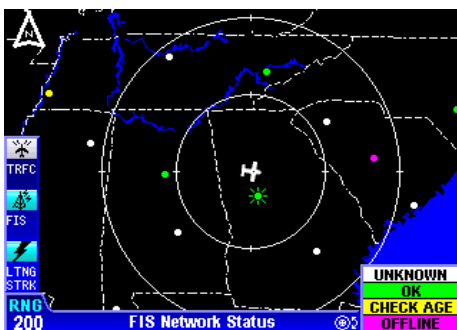 N
TRFC
FIS
LTNG
STRK
RNG
200
FIS Network Status
UNKNOWN
OK
CHECK AGE
OFFLINE